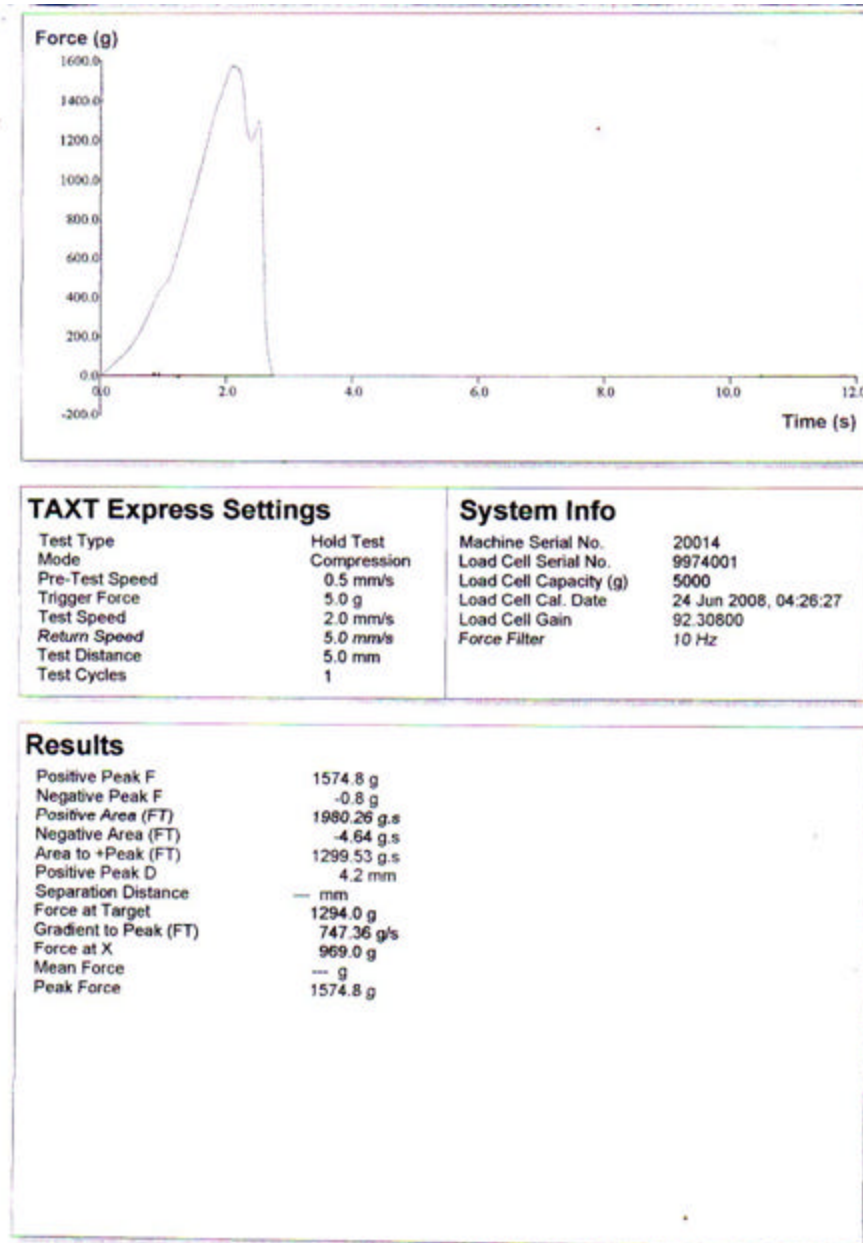 Force (g)
1600.0
1400.0
1200.0
1000.0
800.0
600.0
400.0
200.0
0.0
-200.0
0.0 2.0 4.0 6.0 8.0 10.0 12.0
Time (s)
TAXT Express Settings
Test Type Hold Test
Mode Compression
Pre-Test Speed 0.5 mm/s
Trigger Force 5.0 g
Test Speed 2.0 mm/s
Return Speed 5.0 mm/s
Test Distance 5.0 mm
Test Cycles 1
System Info
Machine Serial No. 20014
Load Cell Serial No. 9974001
Load Cell Capacity (g) 5000
Load Cell Cal. Date 24 Jun 2008, 04:26:27
Load Cell Gain 92.30800
Force Filter 10 Hz
Results
Positive Peak F 1574.8 g
Negative Peak F -0.8 g
Positive Area (FT) 1980.26 g.s
Negative Area (FT) -4.64 g.s
Area to +Peak (FT) 1299.53 g.s
Positive Peak D 4.2 mm
Separation Distance --- mm
Force at Target 1294.0 g
Gradient to Peak (FT) 747.36 g/s
Force at X 969.0 g
Mean Force --- g
Peak Force 1574.8 g